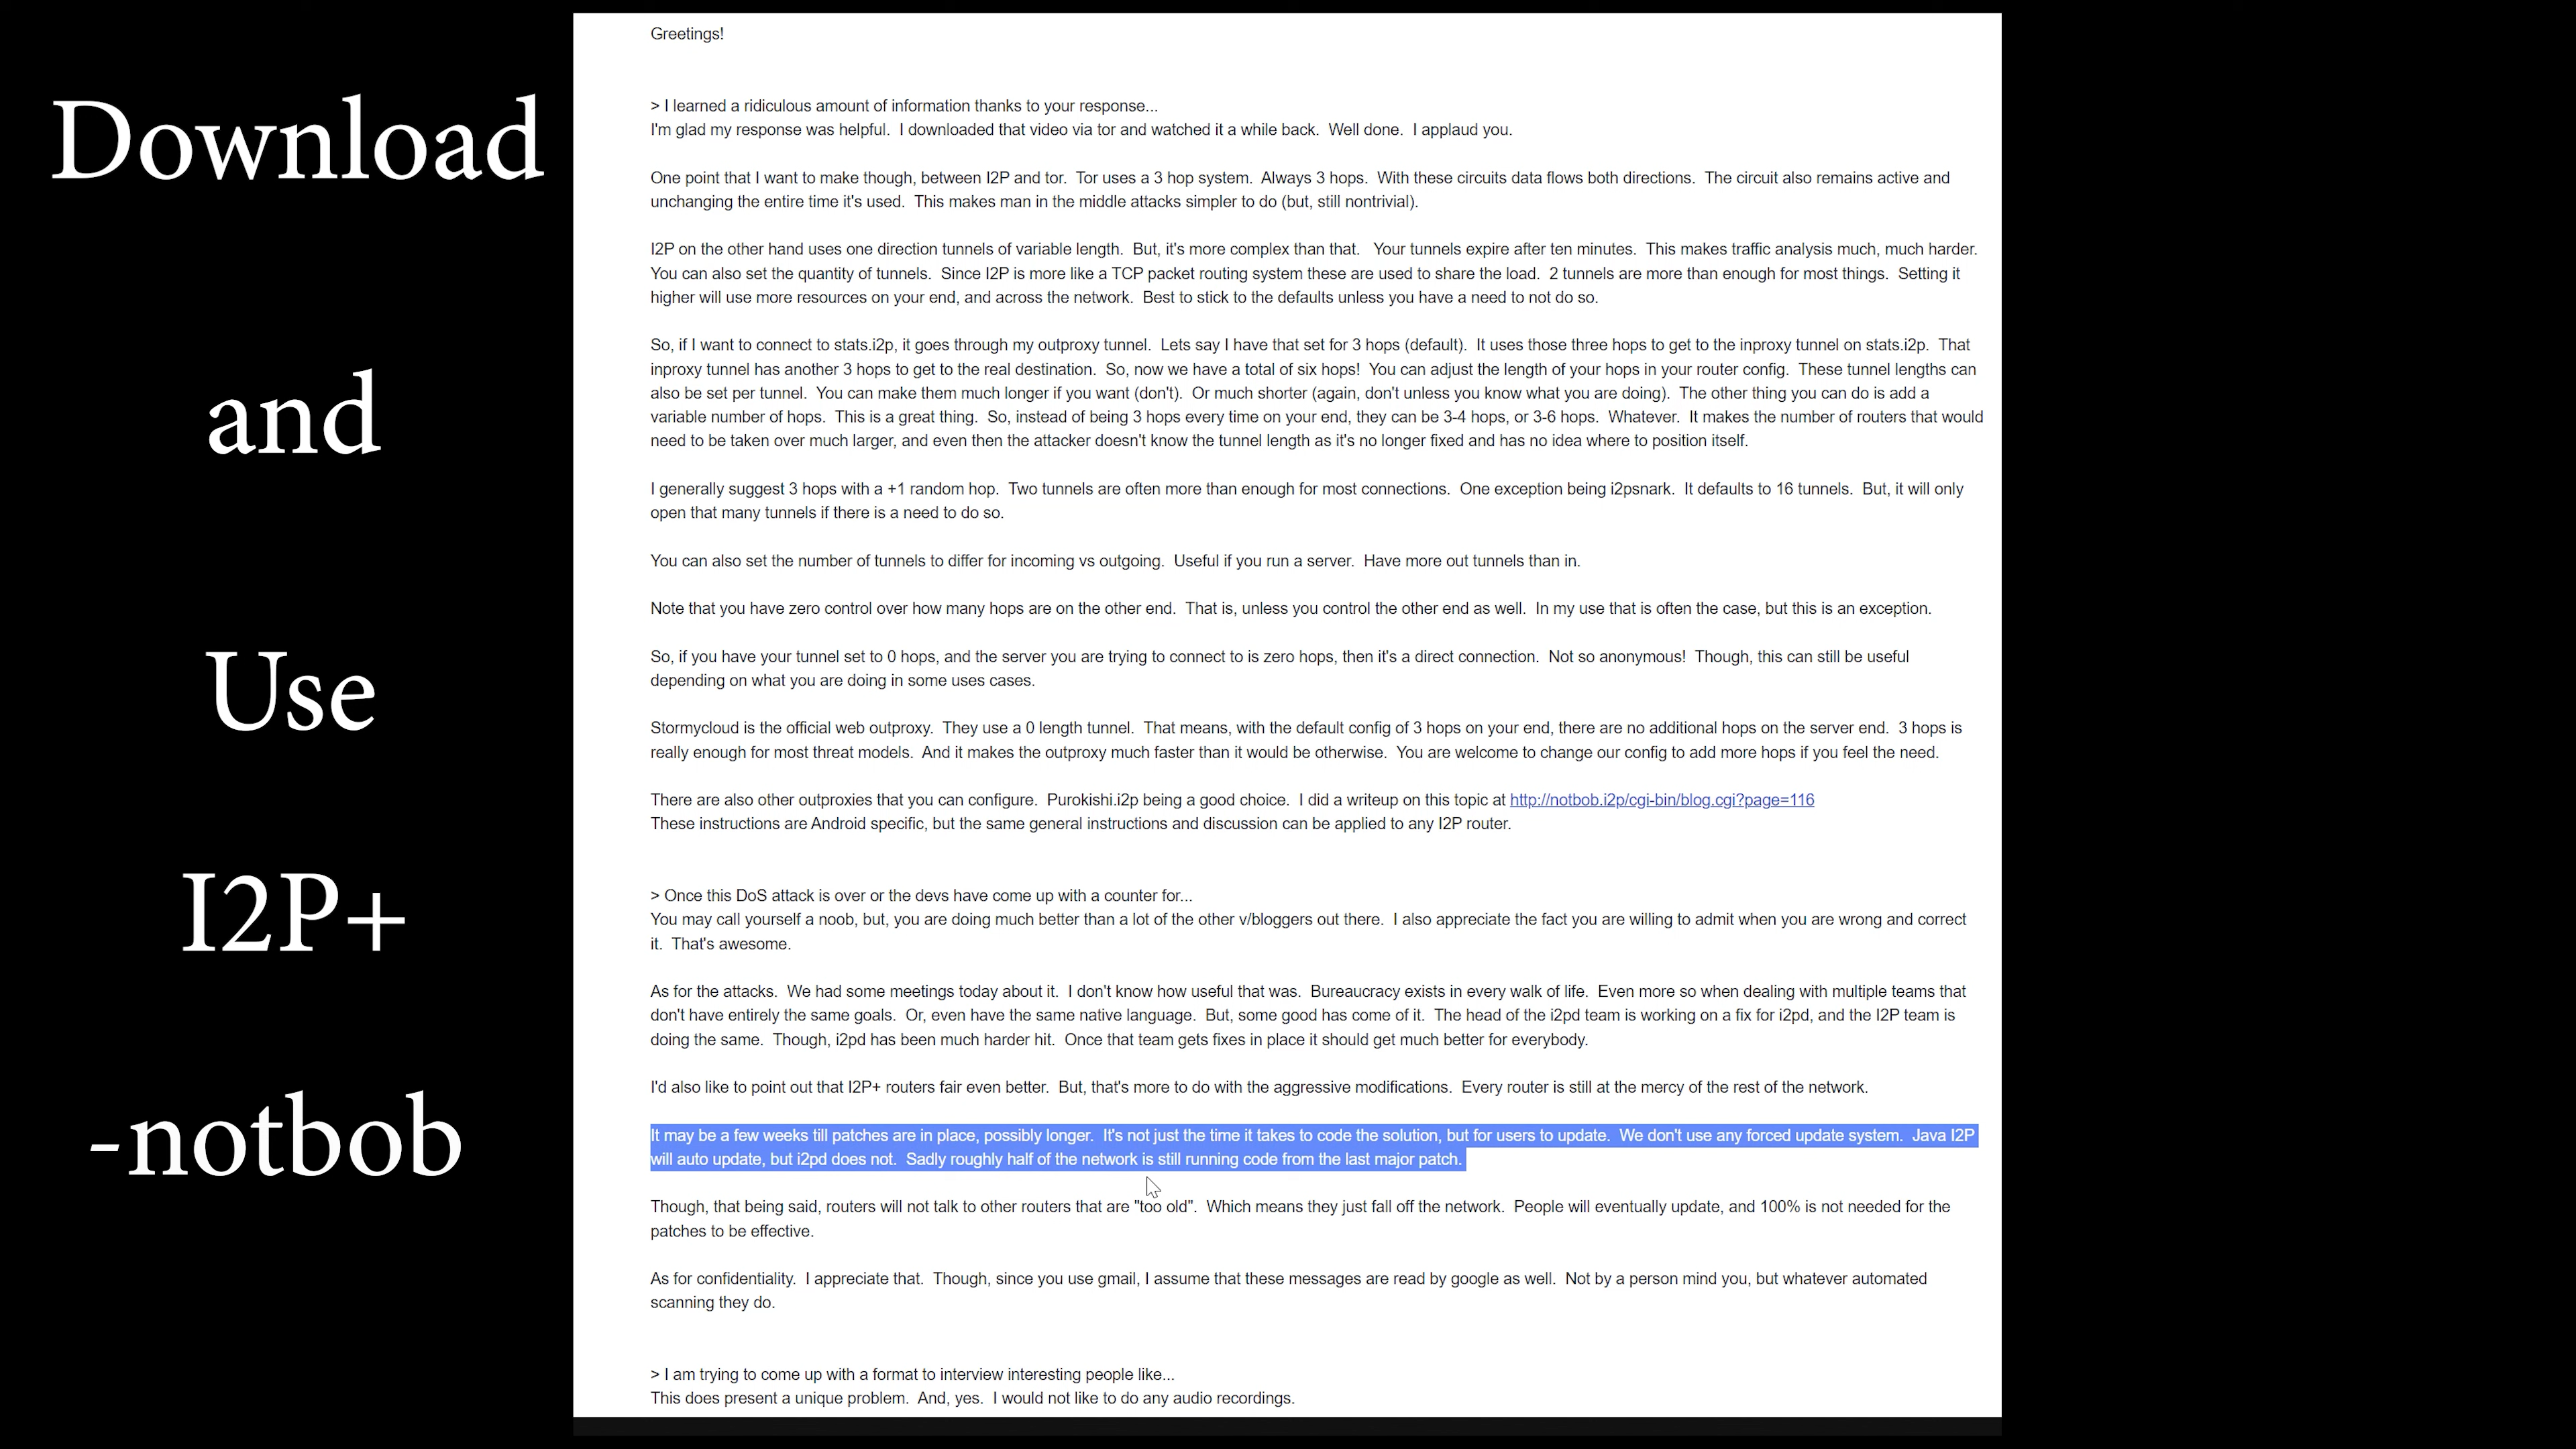 Download
and
Use
I2P+
-notbob
Greetings!
> I learned a ridiculous amount of information thanks to your response...
I'm glad my response was helpful.  I downloaded that video via tor and watched it a while back.  Well done.  I applaud you.
One point that I want to make though, between I2P and tor.  Tor uses a 3 hop system.  Always 3 hops.  With these circuits data flows both directions.  The circuit also remains active and
unchanging the entire time it's used.  This makes man in the middle attacks simpler to do (but, still nontrivial).
I2P on the other hand uses one direction tunnels of variable length.  But, it's more complex than that.   Your tunnels expire after ten minutes.  This makes traffic analysis much, much harder.
You can also set the quantity of tunnels.  Since I2P is more like a TCP packet routing system these are used to share the load.  2 tunnels are more than enough for most things.  Setting it
higher will use more resources on your end, and across the network.  Best to stick to the defaults unless you have a need to not do so.
So, if I want to connect to stats.i2p, it goes through my outproxy tunnel.  Lets say I have that set for 3 hops (default).  It uses those three hops to get to the inproxy tunnel on stats.i2p.  That
inproxy tunnel has another 3 hops to get to the real destination.  So, now we have a total of six hops!  You can adjust the length of your hops in your router config.  These tunnel lengths can
also be set per tunnel.  You can make them much longer if you want (don't).  Or much shorter (again, don't unless you know what you are doing).  The other thing you can do is add a
variable number of hops.  This is a great thing.  So, instead of being 3 hops every time on your end, they can be 3-4 hops, or 3-6 hops.  Whatever.  It makes the number of routers that would
need to be taken over much larger, and even then the attacker doesn't know the tunnel length as it's no longer fixed and has no idea where to position itself.
I generally suggest 3 hops with a +1 random hop.  Two tunnels are often more than enough for most connections.  One exception being i2psnark.  It defaults to 16 tunnels.  But, it will only
open that many tunnels if there is a need to do so.
You can also set the number of tunnels to differ for incoming vs outgoing.  Useful if you run a server.  Have more out tunnels than in.
Note that you have zero control over how many hops are on the other end.  That is, unless you control the other end as well.  In my use that is often the case, but this is an exception.
So, if you have your tunnel set to 0 hops, and the server you are trying to connect to is zero hops, then it's a direct connection.  Not so anonymous!  Though, this can still be useful
depending on what you are doing in some uses cases.
Stormycloud is the official web outproxy.  They use a 0 length tunnel.  That means, with the default config of 3 hops on your end, there are no additional hops on the server end.  3 hops is
really enough for most threat models.  And it makes the outproxy much faster than it would be otherwise.  You are welcome to change our config to add more hops if you feel the need.
There are also other outproxies that you can configure.  Purokishi.i2p being a good choice.  I did a writeup on this topic at http://notbob.i2p/cgi-bin/blog.cgi?page=116
These instructions are Android specific, but the same general instructions and discussion can be applied to any I2P router.
> Once this DoS attack is over or the devs have come up with a counter for...
You may call yourself a noob, but, you are doing much better than a lot of the other v/bloggers out there.  I also appreciate the fact you are willing to admit when you are wrong and correct
it.  That's awesome.
As for the attacks.  We had some meetings today about it.  I don't know how useful that was.  Bureaucracy exists in every walk of life.  Even more so when dealing with multiple teams that
don't have entirely the same goals.  Or, even have the same native language.  But, some good has come of it.  The head of the i2pd team is working on a fix for i2pd, and the I2P team is
doing the same.  Though, i2pd has been much harder hit.  Once that team gets fixes in place it should get much better for everybody.
I'd also like to point out that I2P+ routers fair even better.  But, that's more to do with the aggressive modifications.  Every router is still at the mercy of the rest of the network.
It may be a few weeks till patches are in place, possibly longer.  It's not just the time it takes to code the solution, but for users to update.  We don't use any forced update system.  Java I2P
will auto update, but i2pd does not.  Sadly roughly half of the network is still running code from the last major patch.
Though, that being said, routers will not talk to other routers that are "too old".  Which means they just fall off the network.  People will eventually update, and 100% is not needed for the
patches to be effective.
As for confidentiality.  I appreciate that.  Though, since you use gmail, I assume that these messages are read by google as well.  Not by a person mind you, but whatever automated
scanning they do.
> I am trying to come up with a format to interview interesting people like...
This does present a unique problem.  And, yes.  I would not like to do any audio recordings.